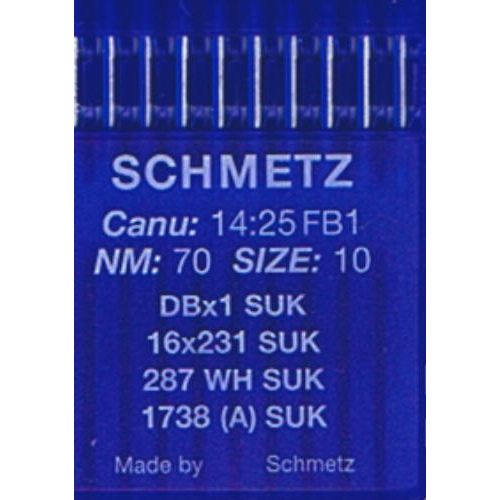 SCHMETZ
Canu: 14:25 FB1
NM: 70 SIZE: 10
DBx1 SUK
16x231 SUK
287 WH SUK
1738 (A) SUK
Made by Schmetz